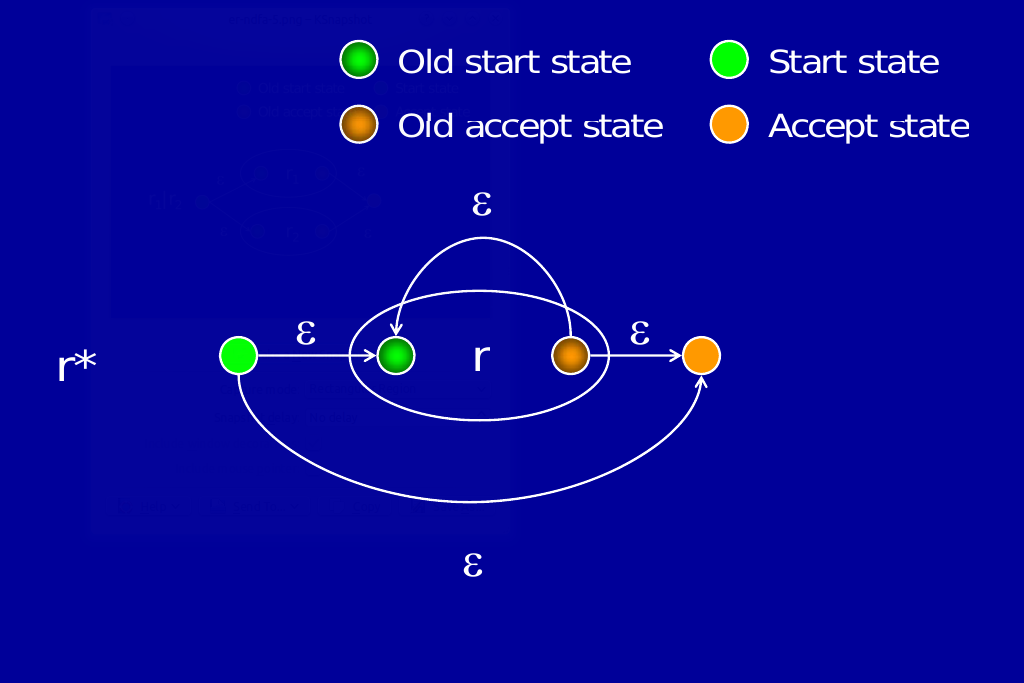 Old start state
Start state
Old accept state
Accept state
ε
ε
ε
r*
r
ε